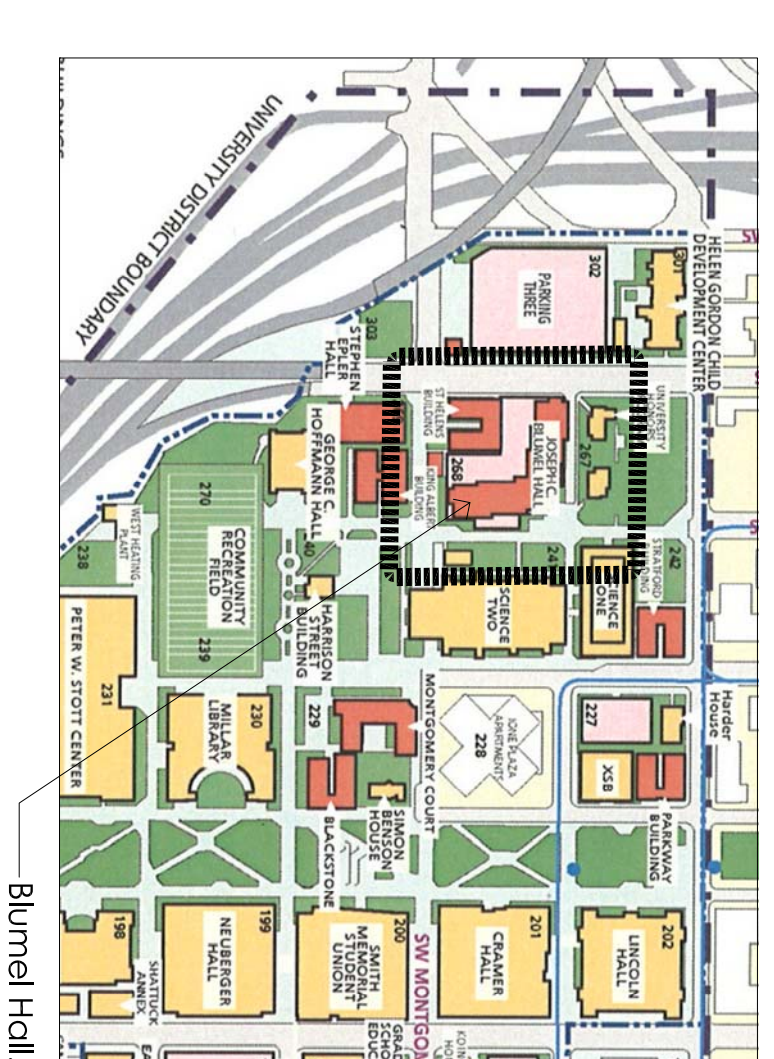 UNIVERSITY DISTRICT BOUNDARY
HELEN GORDON CHILD
DEVELOPMENT CENTER
301
302
PARKING
THREE
303
STEPHEN
EPLER
HALL
UNIVERSITY
HONORS
267
JOSEPH C.
BLUMEL HALL
268
ST HELENS
BUILDING
KING ALBERT
BUILDING
GEORGE C.
HOFFMANN HALL
270
COMMUNITY
RECREATION
FIELD
239
WEST HEATING
PLANT
238
242
STRATFORD
241
SCIENCE
ONE
SCIENCE
TWO
HARRISON
STREET
BUILDING
PETER W. STOTT CENTER
231
230
MILLAR
LIBRARY
229
MONTGOMERY COURT
IONE PLAZA
APARTMENTS
228
227
Harder
House
XSB
PARKWAY
BUILDING
SIMON
BENSON
HOUSE
BLACKSTONE
202
LINCOLN
HALL
201
CRAMER
HALL
SW MONTGOM
200
SMITH
MEMORIAL
STUDENT
UNION
199
NEUBERGER
HALL
198
SHATTUCK
ANNEX
GRAD
SCHO
EDUC
Blumel Hall